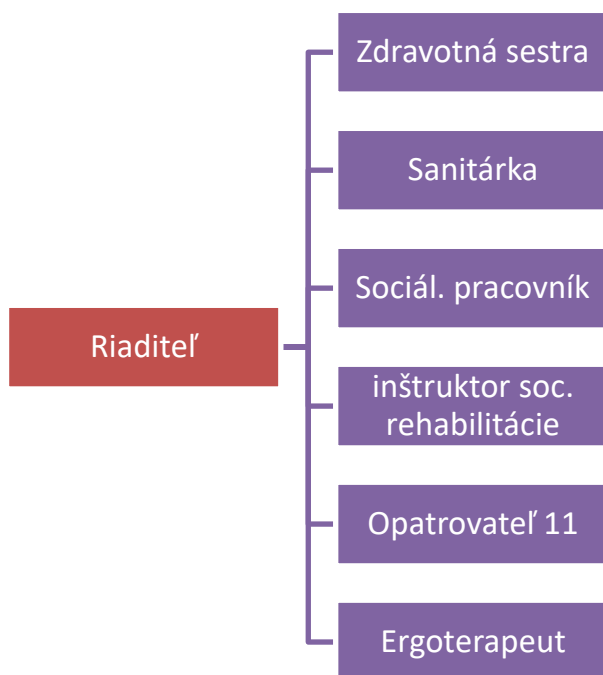 Riaditeľ
Zdravotná sestra
Sanitárka
Sociál. pracovník
inštruktor soc.
rehabilitácie
Opatrovateľ 11
Ergoterapeut